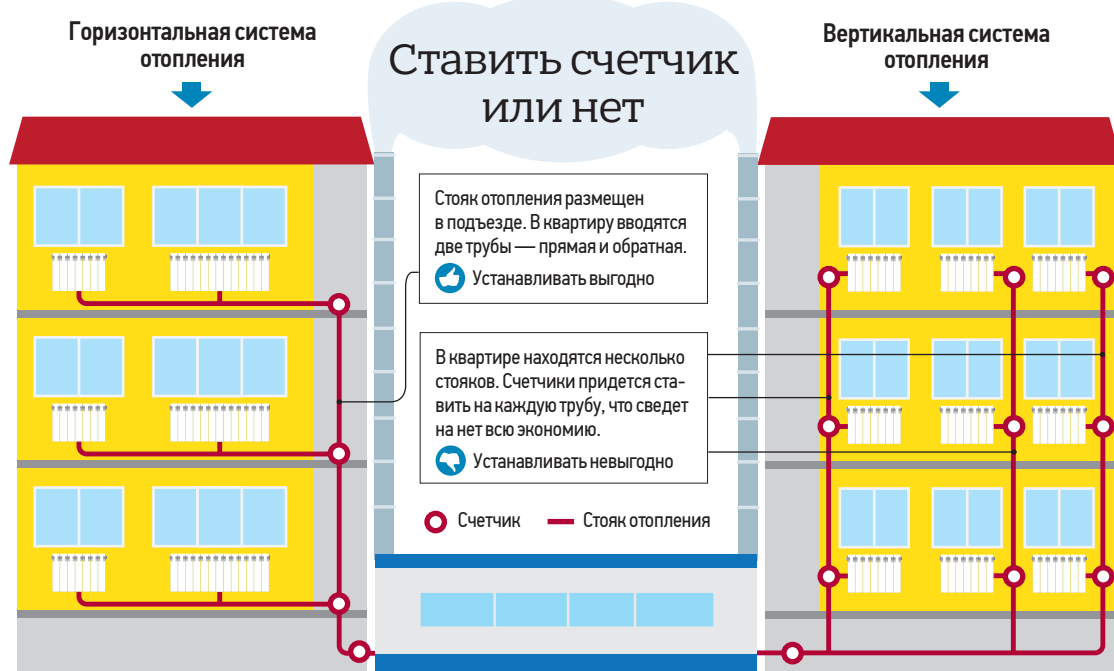 Горизонтальная система
отопления
Ставить счетчик
или нет
Вертикальная система
отопления
Стояк отопления размещен
в подъезде. В квартиру вводятся
две трубы — прямая и обратная.
Устанавливать выгодно
В квартире находятся несколько
стояков. Счетчики придется ста-
вить на каждую трубу, что сведет
на нет всю экономию.
Устанавливать невыгодно
Счетчик
Стояк отопления